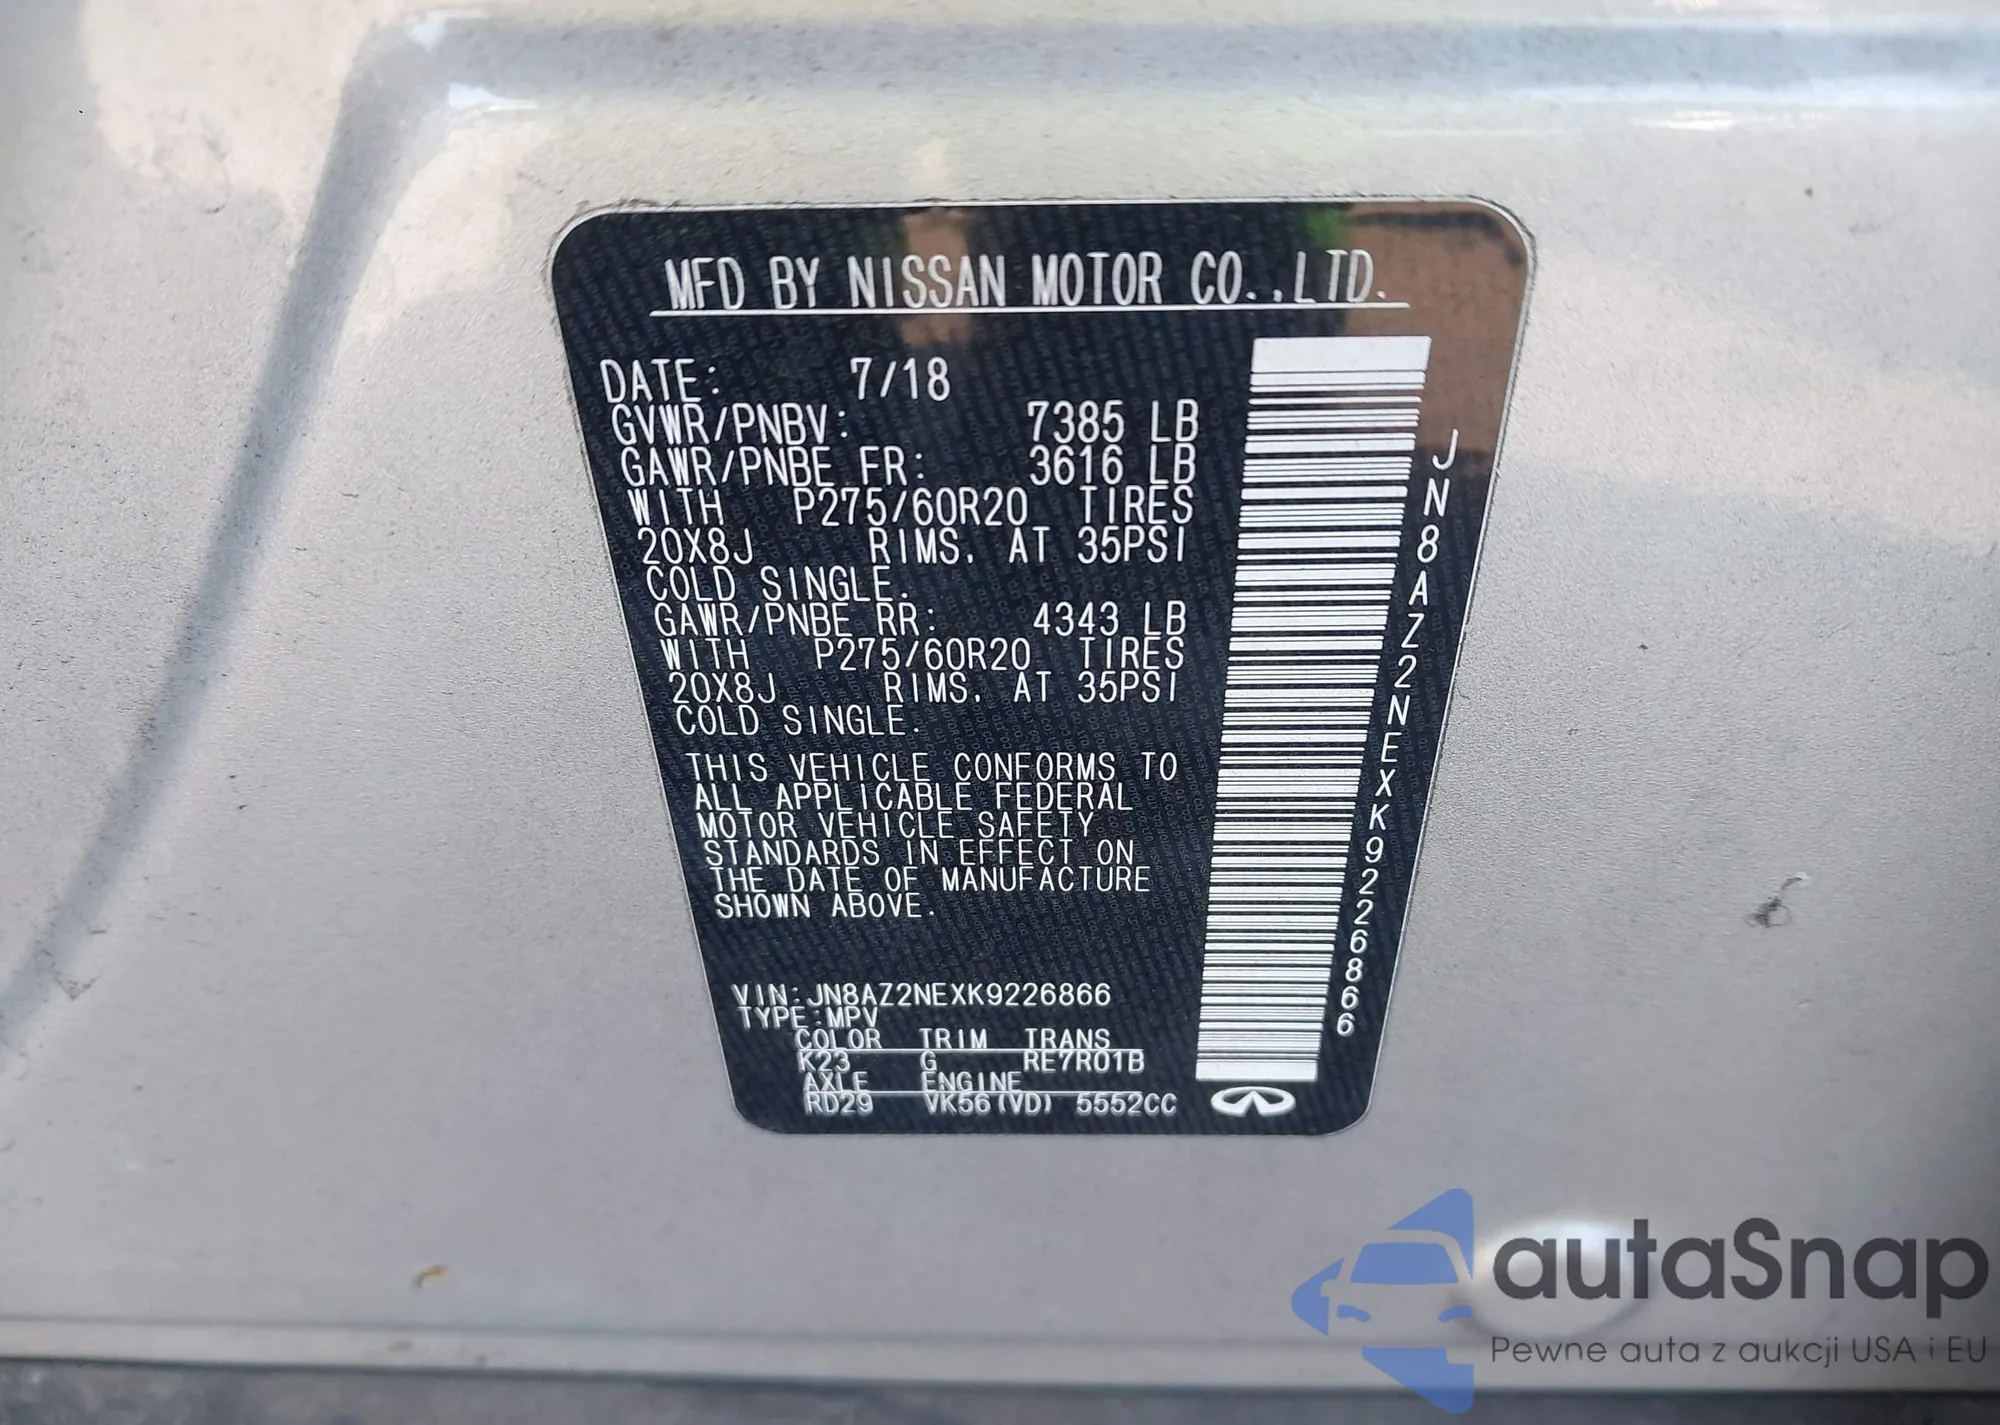 MFD BY NISSAN MOTOR CO.,LTD.
DATE: 7/18
GVWR/PNBV: 7385 LB
GAWR/PNBE FR: 3616 LB
WITH P275/60R20 TIRES
20X8J RIMS, AT 35PSI
COLD SINGLE.
GAWR/PNBE RR: 4343 LB
WITH P275/60R20 TIRES
20X8J RIMS, AT 35PSI
COLD SINGLE.
THIS VEHICLE CONFORMS TO
ALL APPLICABLE FEDERAL
MOTOR VEHICLE SAFETY
STANDARDS IN EFFECT ON
THE DATE OF MANUFACTURE
SHOWN ABOVE.
VIN:JN8AZ2NEXK9226866
TYPE:MPV
COLOR TRIM TRANS
K23 G RE7R01B
AXLE ENGINE
RD29 VK56(VD) 5552CC
JN8AZ2NEXK9226866
autaSnap
Pewne auta z aukcji USA i EU